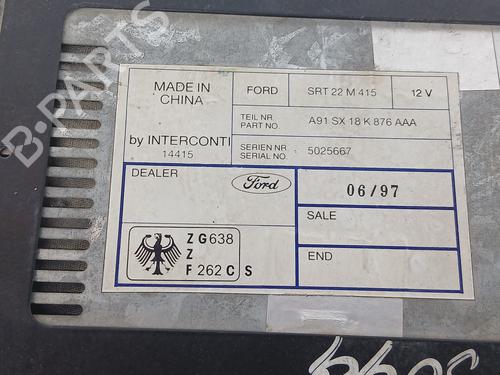 B-PARTS
MADE IN
CHINA
by INTERCONTI
14415
FORD
SRT 22 M 415
12 V
TEIL NR.
PART NO
A91 SX 18 K 876 AAA
SERIEN NR
SERIAL NO.
5025667
DEALER
Ford
06/97
SALE
END
Z G638
Z
F 262 C S